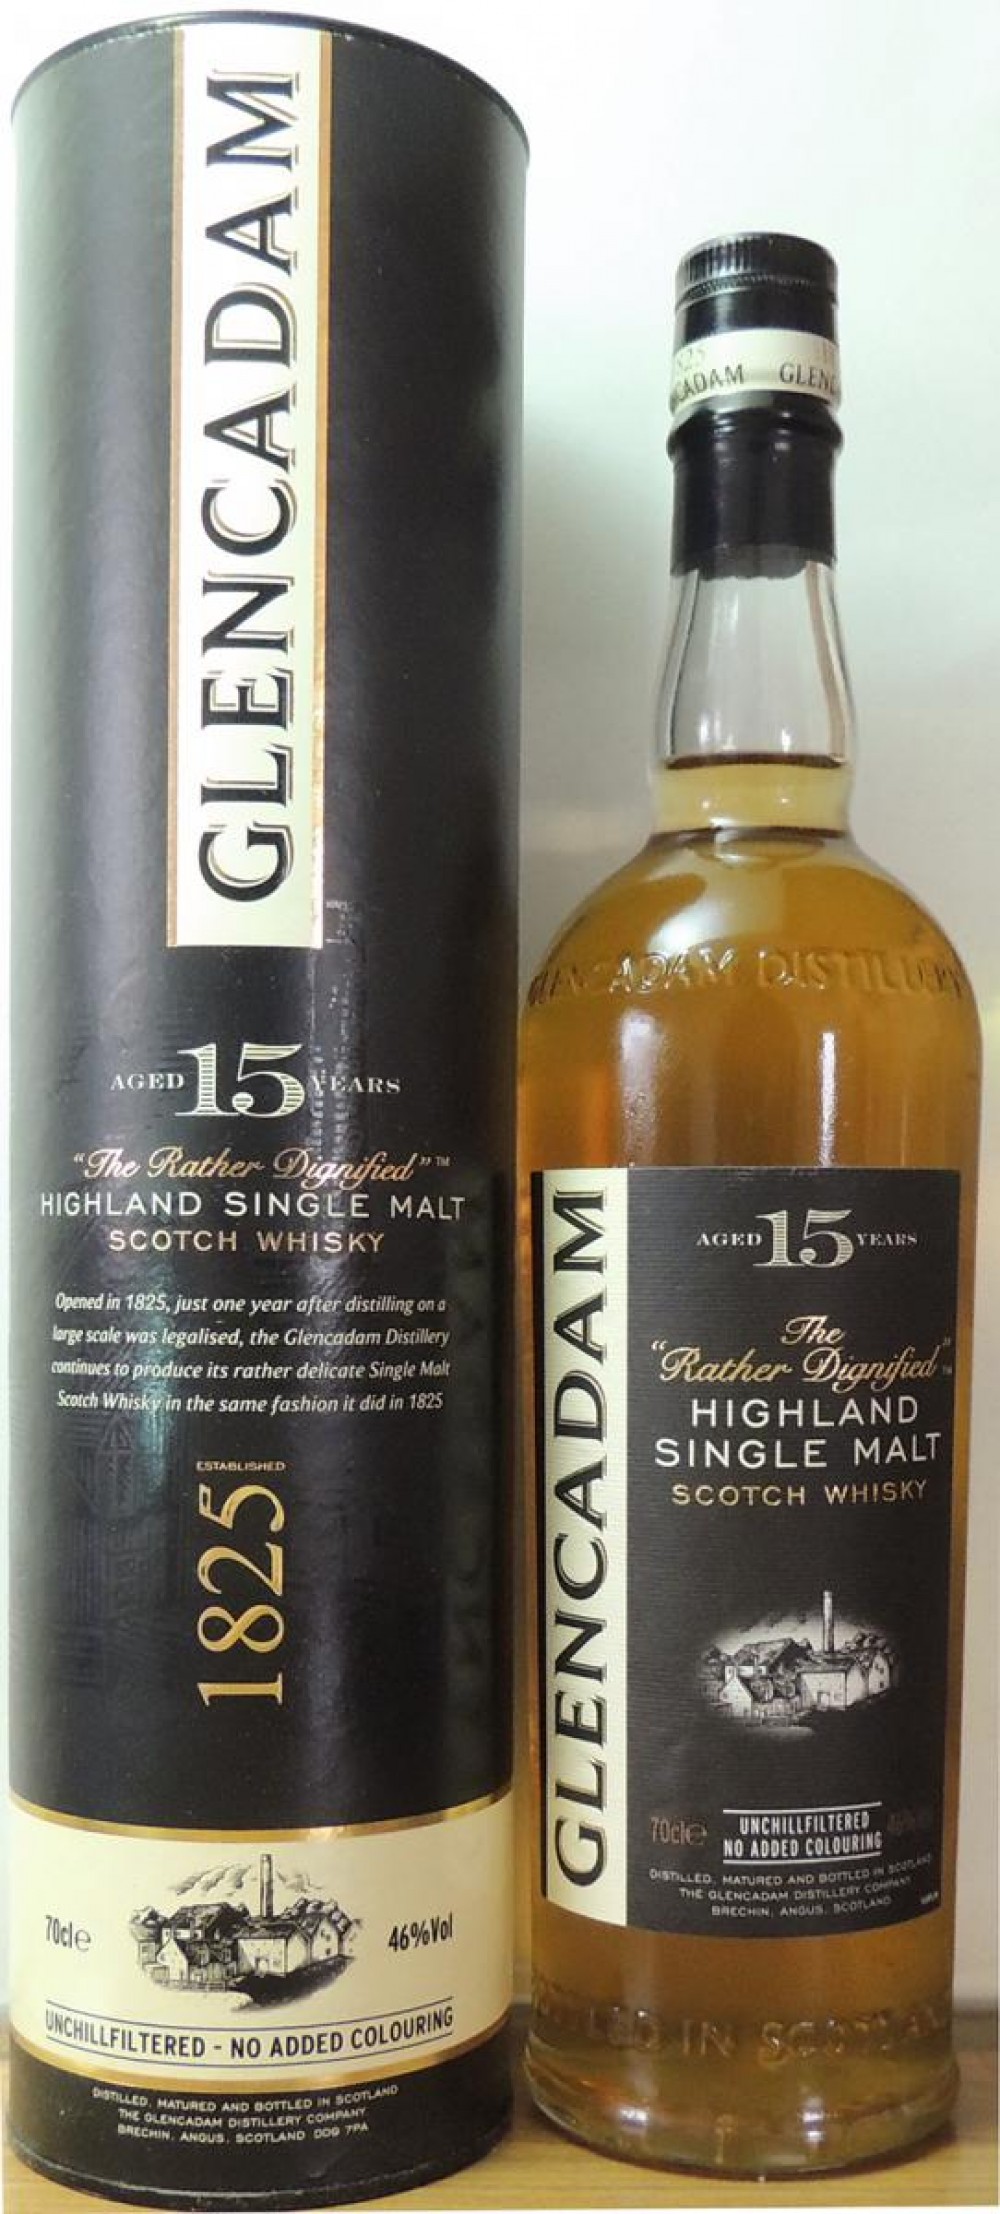 GLENCADAM
AGED 15 YEARS
"The Rather Dignified"™
HIGHLAND SINGLE MALT
SCOTCH WHISKY
Opened in 1825, just one year after distilling on a
large scale was legalised, the Glencadam Distillery
continues to produce its rather delicate Single Malt
Scotch Whisky in the same fashion it did in 1825
ESTABLISHED
1825
70cl e 46%Vol
UNCHILLFILTERED - NO ADDED COLOURING
DISTILLED, MATURED AND BOTTLED IN SCOTLAND
THE GLENCADAM DISTILLERY COMPANY
BRECHIN, ANGUS, SCOTLAND DD9 7PA
GLENCADAM DISTILLERY
GLENCADAM
AGED 15 YEARS
The
"Rather Dignified"™
HIGHLAND
SINGLE MALT
SCOTCH WHISKY
70cl e
UNCHILLFILTERED
NO ADDED COLOURING
DISTILLED, MATURED AND BOTTLED IN SCOTLAND
THE GLENCADAM DISTILLERY COMPANY
BRECHIN, ANGUS, SCOTLAND
IN SCOTLAND